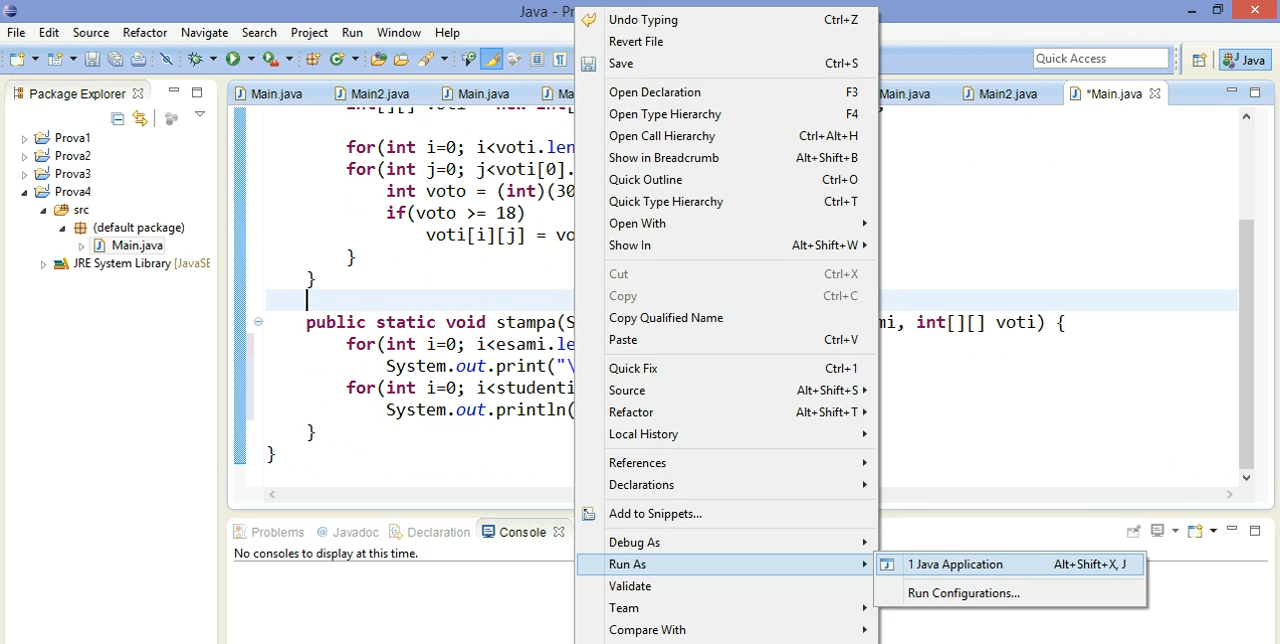 Java - Pr
File Edit Source Refactor Navigate Search Project Run Window Help
Quick Access
Java
Package Explorer
Prova1
Prova2
Prova3
Prova4
src
(default package)
Main.java
JRE System Library [JavaSE
Main.java Main2.java Main.java Ma
Main.java Main2.java *Main.java
int[][] voti = new int[
for(int i=0; i<voti.len
for(int j=0; j<voti[0].
int voto = (int)(30
if(voto >= 18)
voti[i][j] = vo
}
}
public static void stampa(S mi, int[][] voti) {
for(int i=0; i<esami.le
System.out.print("\
for(int i=0; i<studenti
System.out.println(
}
}
Problems @ Javadoc Declaration Console
No consoles to display at this time.
Undo Typing Ctrl+Z
Revert File
Save Ctrl+S
Open Declaration F3
Open Type Hierarchy F4
Open Call Hierarchy Ctrl+Alt+H
Show in Breadcrumb Alt+Shift+B
Quick Outline Ctrl+O
Quick Type Hierarchy Ctrl+T
Open With
Show In Alt+Shift+W
Cut Ctrl+X
Copy Ctrl+C
Copy Qualified Name
Paste Ctrl+V
Quick Fix Ctrl+1
Source Alt+Shift+S
Refactor Alt+Shift+T
Local History
References
Declarations
Add to Snippets...
Debug As
Run As
Validate
Team
Compare With
1 Java Application Alt+Shift+X, J
Run Configurations...